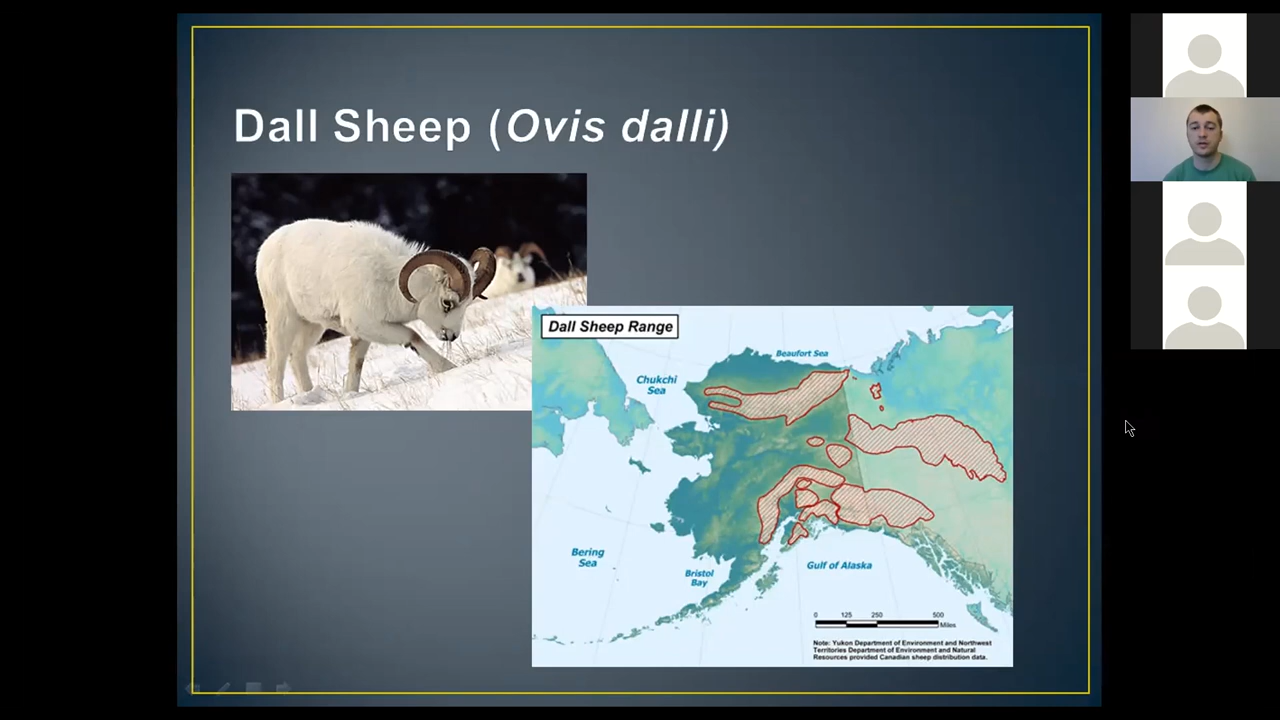 Dall Sheep (Ovis dalli)
Dall Sheep Range
Beaufort Sea
Chukchi
Sea
Bering
Sea
Bristol
Bay
Gulf of Alaska
0 125 250 500
Miles
Note: Yukon Department of Environment and Northwest
Territories Department of Environment and Natural
Resources provided Canadian sheep distribution data.